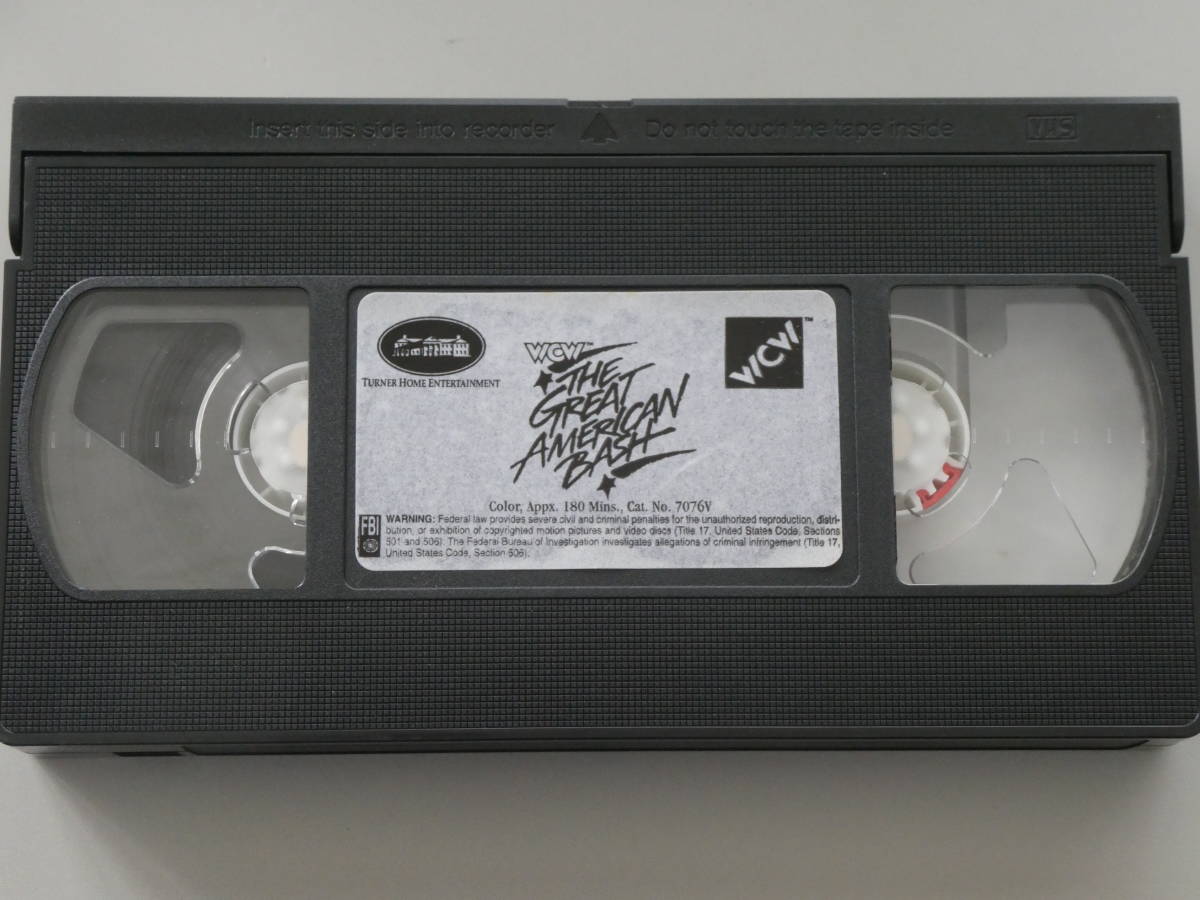 Insert this side into recorder Do not touch the tape inside VHS
TURNER HOME ENTERTAINMENT
WCW™
THE
GREAT
AMERICAN
BASH
WCW™
Color, Appx. 180 Mins., Cat. No. 7076V
FBI WARNING: Federal law provides severe civil and criminal penalties for the unauthorized reproduction, distri-
bution, or exhibition of copyrighted motion pictures and video discs (Title 17, United States Code, Sections
501 and 506). The Federal Bureau of Investigation investigates allegations of criminal infringement (Title 17,
United States Code, Section 506).